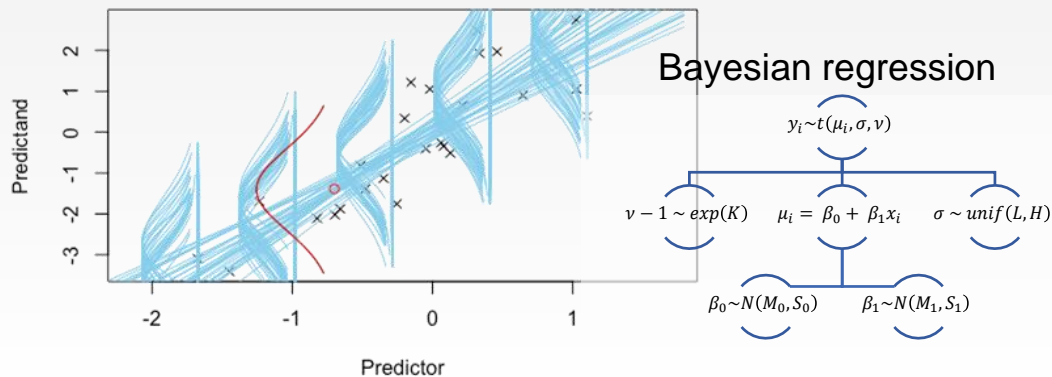 Bayesian regression
Predictand
2
1
0
-1
-2
-3
-2
-1
0
1
Predictor
y_i~t(μ_i, σ, ν)
ν − 1 ~ exp(K)
μ_i = β_0 + β_1x_i
σ ~ unif(L, H)
β_0~N(M_0, S_0)
β_1~N(M_1, S_1)